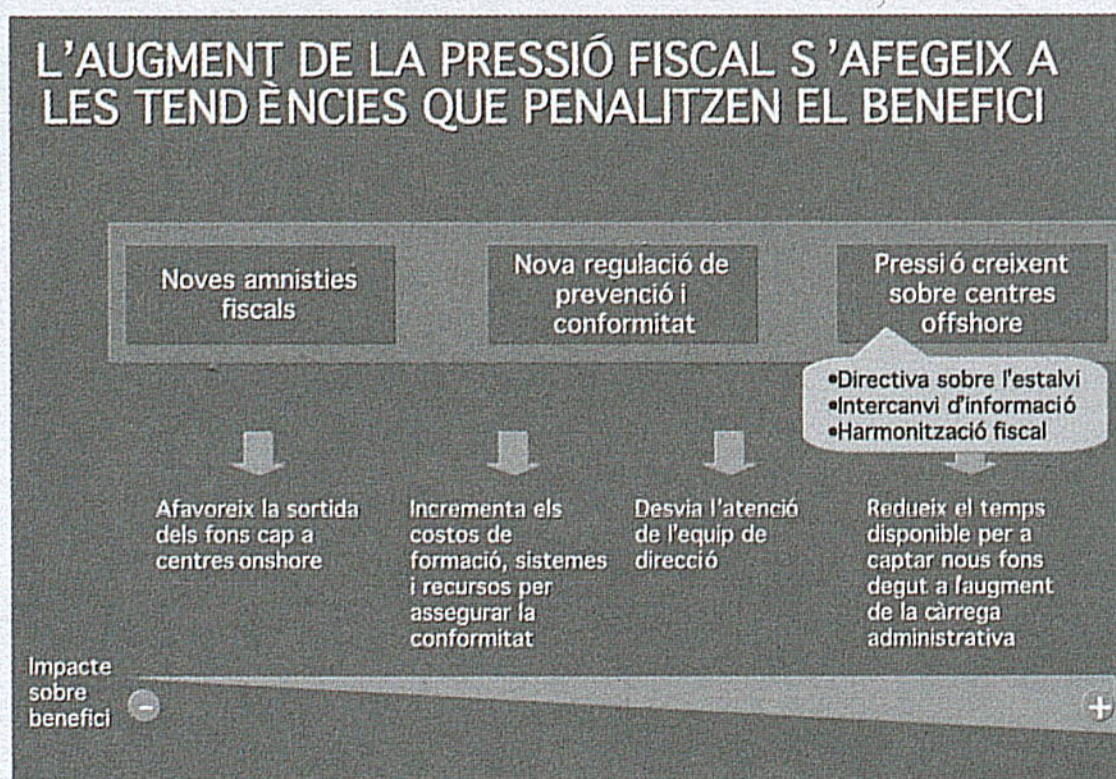 L'AUGMENT DE LA PRESSIÓ FISCAL S 'AFEGEIX A
LES TEND ÈNCIES QUE PENALITZEN EL BENEFICI
Noves amnisties
fiscals
Nova regulació de
prevenció i
conformitat
Pressi ó creixent
sobre centres
offshore
•Directiva sobre l'estalvi
•Intercanvi d'informació
•Harmonització fiscal
Afavoreix la sortida
dels fons cap a
centres onshore
Incrementa els
costos de
formació, sistemes
i recursos per
assegurar la
conformitat
Desvia l'atenció
de l'equip de
direcció
Redueix el temps
disponible per a
captar nous fons
degut a l'augment
de la càrrega
administrativa
Impacte
sobre
benefici
-
+